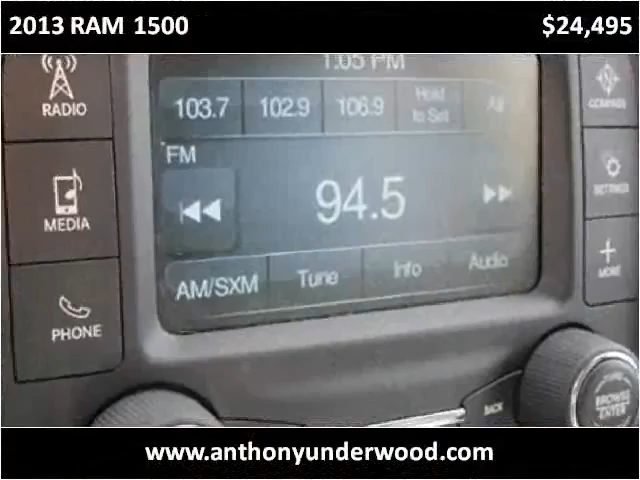 2013 RAM 1500 $24,495
1:05 PM
RADIO
103.7 102.9 106.9 Hold to Set All
COMPASS
FM
MEDIA
94.5
SETTINGS
AM/SXM Tune Info Audio
MORE
PHONE
BACK
BROWSE
ENTER
www.anthonyunderwood.com